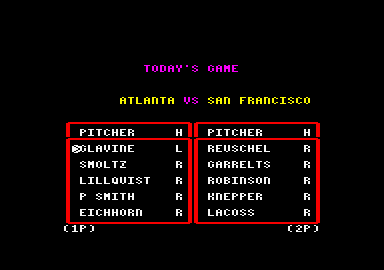 TODAY'S GAME
ATLANTA VS SAN FRANCISCO
PITCHER H PITCHER H
GLAVINE L REUSCHEL R
SMOLTZ R GARRELTS R
LILLQVIST R ROBINSON R
P SMITH R KNEPPER R
EICHHORN R LACOSS R
(1P) (2P)